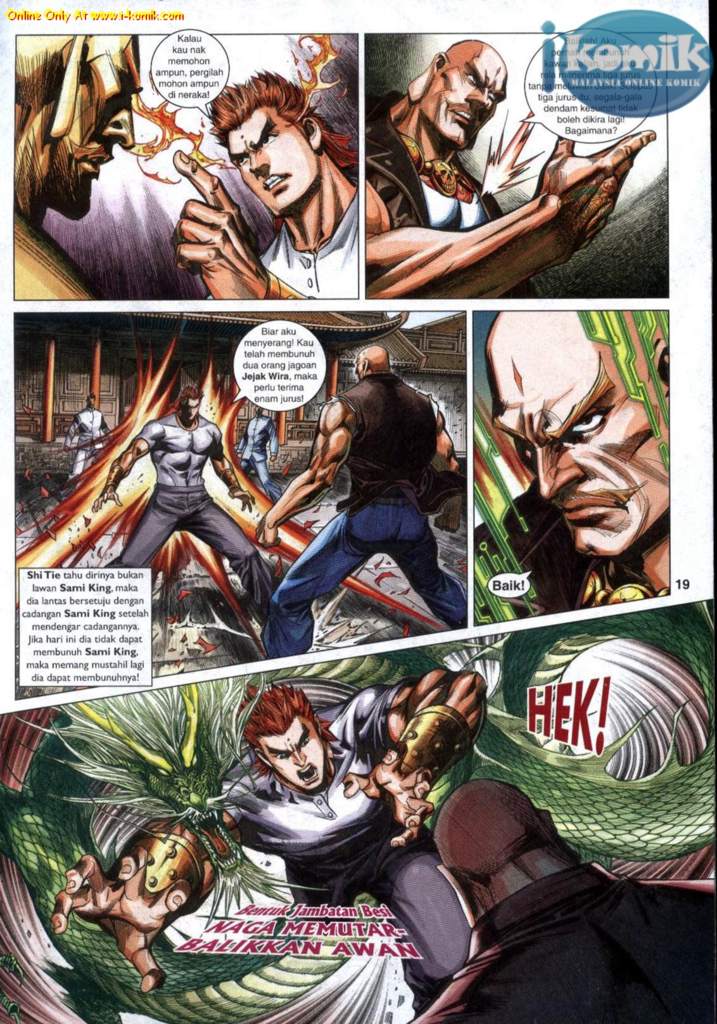 Online Only At www.i-komik.com
Kalau
kau nak
memohon
ampun, pergilah
mohon ampun
di neraka!
ikomik
MALAYSIA ONLINE KOMIK
tiga jurus itu, segala-gala
dendam kesumat tidak
dikira lagi!
Bagaimana?
Biar aku
menyerang! Kau
telah membunuh
dua orang jagoan
Jejak Wira, maka
perlu terima
enam jurus!
Shi Tie tahu dirinya bukan
lawan Sami King, maka
dia lantas bersetuju dengan
cadangan Sami King setelah
mendengar cadangannya.
Jika hari ini dia tidak dapat
membunuh Sami King,
maka memang mustahil lagi
dia dapat membunuhnya!
Baik!
19
HEK!
Bentuk Jambatan Besi
NAGA MEMUTAR-
BALIKKAN AWAN